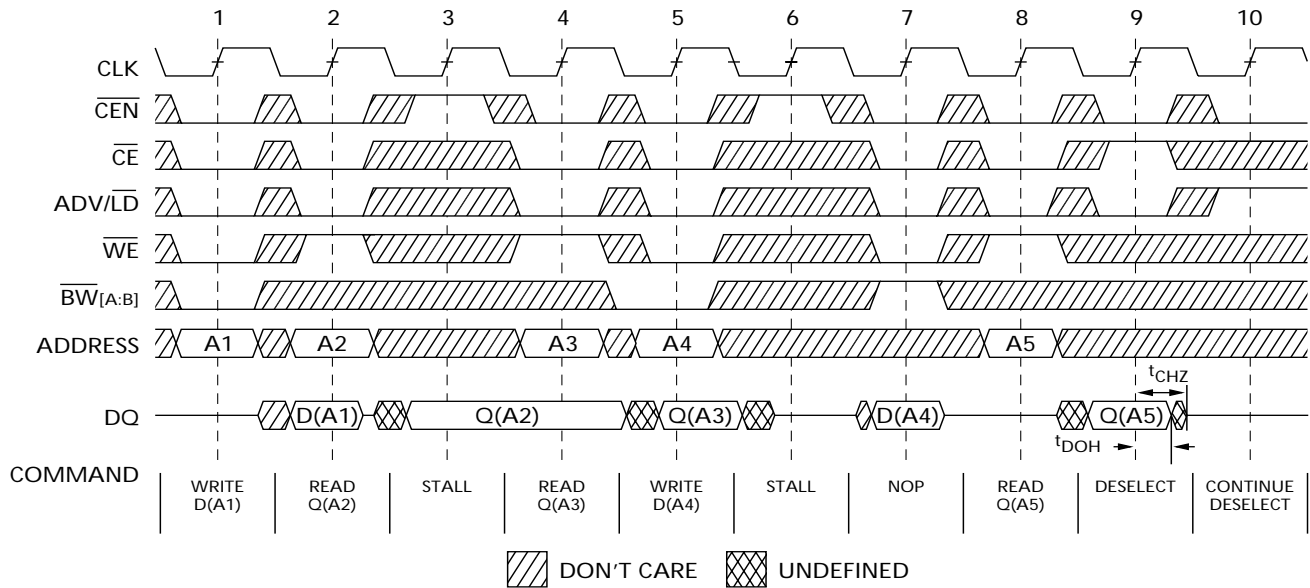 1 2 3 4 5 6 7 8 9 10
CLK
CEN
CE
ADV/LD
WE
BW[A:B]
ADDRESS A1 A2 A3 A4 A5
tCHZ
DQ D(A1) Q(A2) Q(A3) D(A4) Q(A5)
tDOH
COMMAND
WRITE D(A1) READ Q(A2) STALL READ Q(A3) WRITE D(A4) STALL NOP READ Q(A5) DESELECT CONTINUE DESELECT
DON'T CARE UNDEFINED